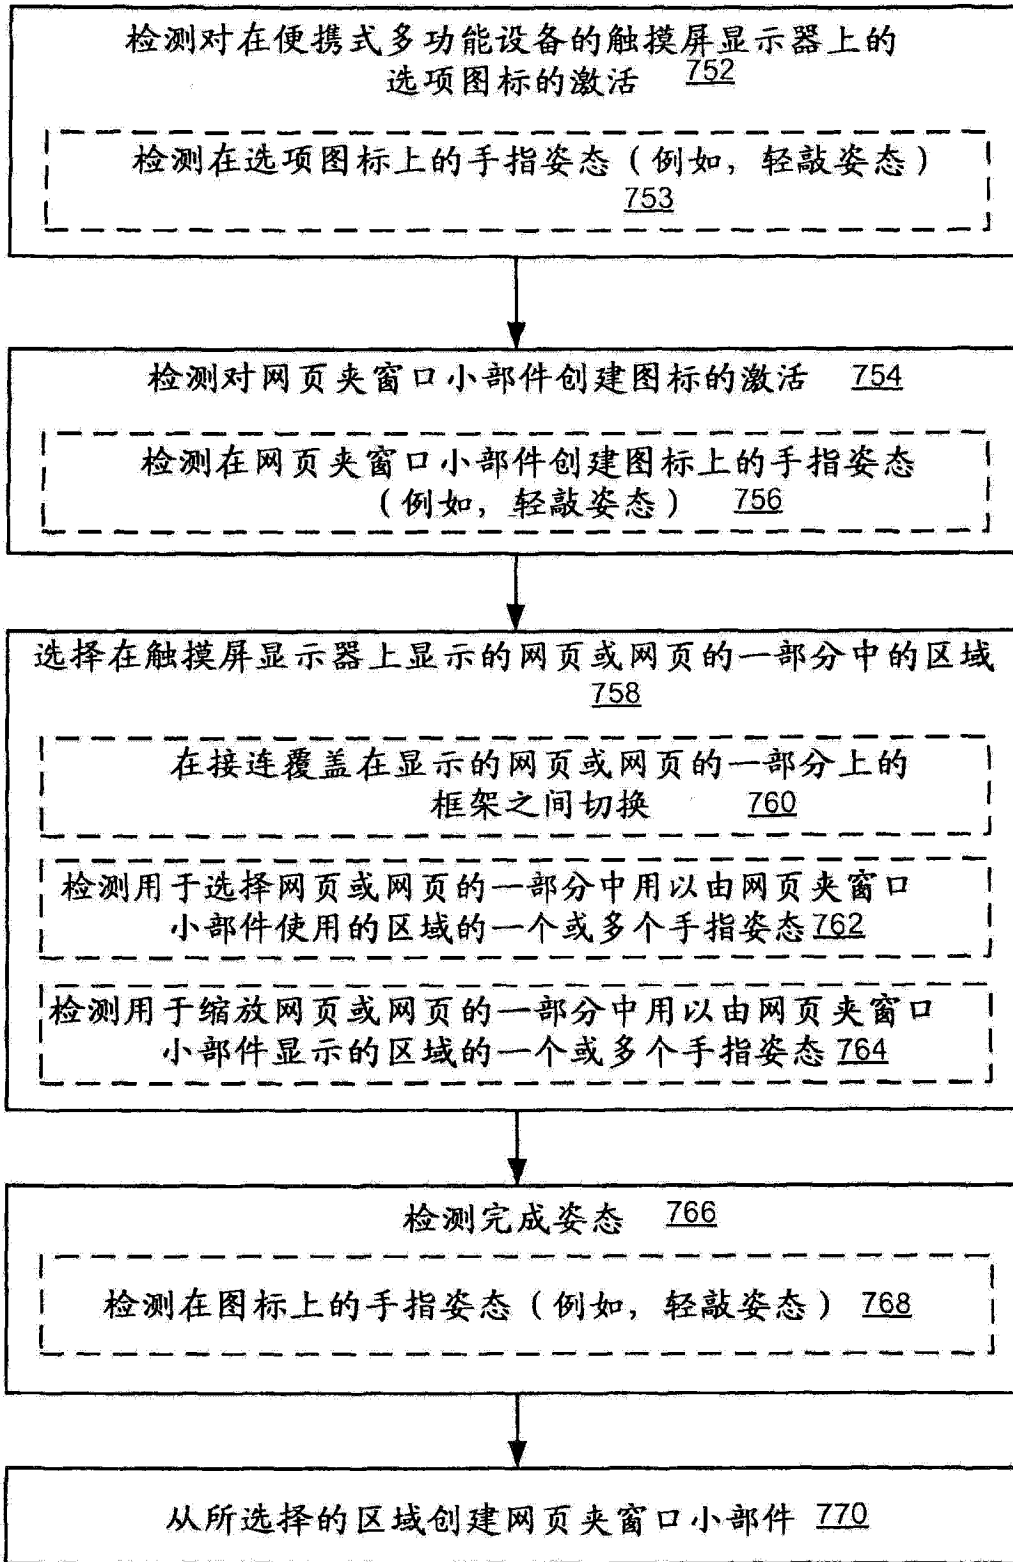 检测对在便携式多功能设备的触摸屏显示器上的
选项图标的激活 752
检测在选项图标上的手指姿态(例如,轻敲姿态)
753
检测对网页夹窗口小部件创建图标的激活 754
检测在网页夹窗口小部件创建图标上的手指姿态
(例如,轻敲姿态) 756
选择在触摸屏显示器上显示的网页或网页的一部分中的区域
758
在接连覆盖在显示的网页或网页的一部分上的
框架之间切换 760
检测用于选择网页或网页的一部分中用以由网页夹窗口
小部件使用的区域的一个或多个手指姿态 762
检测用于缩放网页或网页的一部分中用以由网页夹窗口
小部件显示的区域的一个或多个手指姿态 764
检测完成姿态 766
检测在图标上的手指姿态(例如,轻敲姿态) 768
从所选择的区域创建网页夹窗口小部件 770